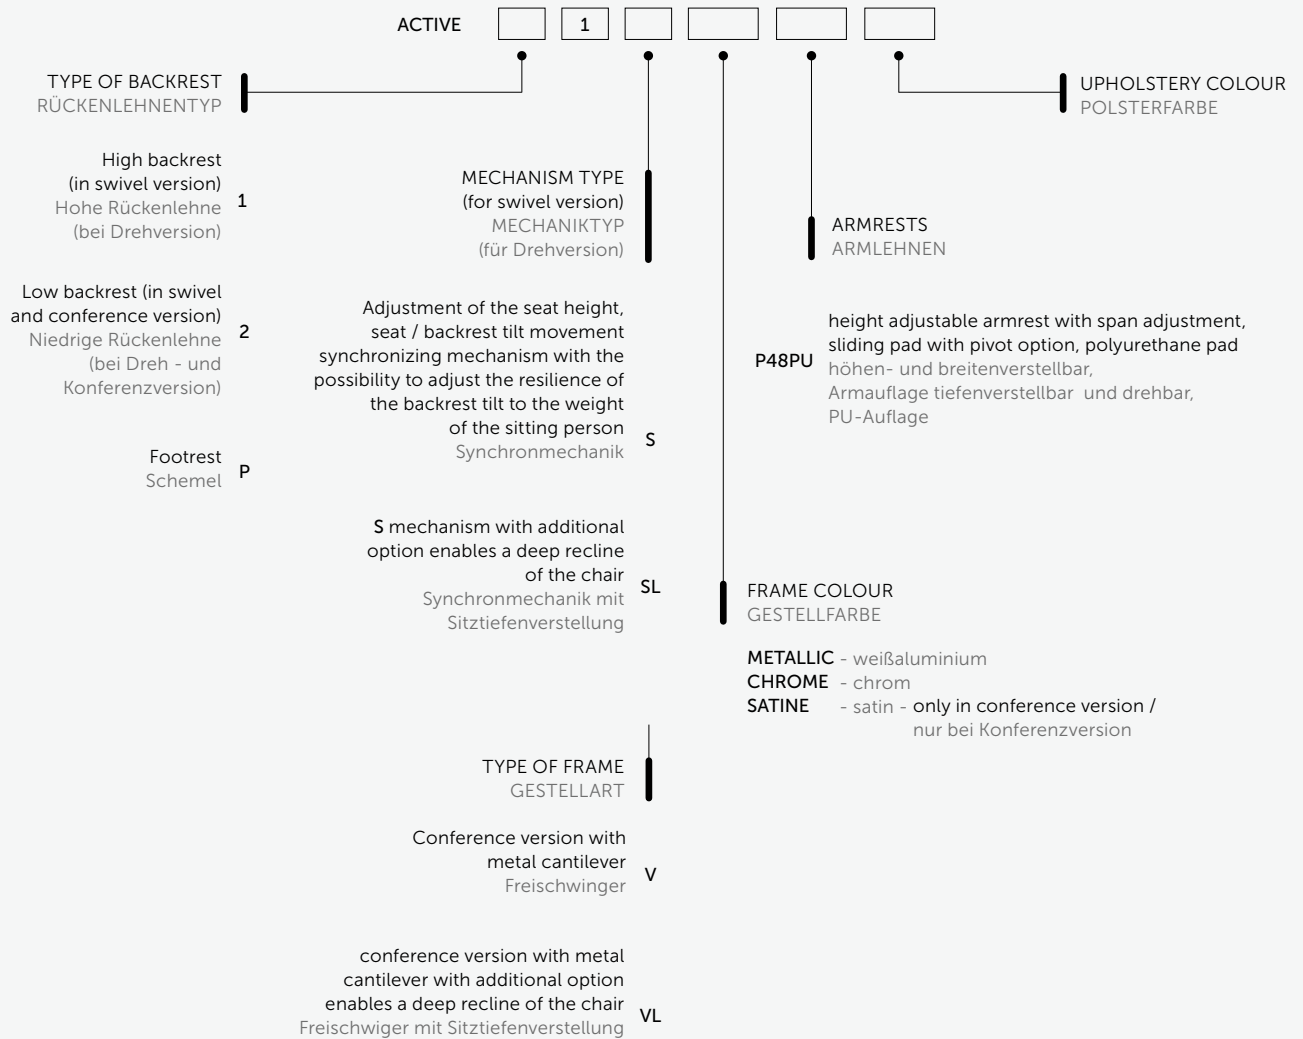 ACTIVE 1
TYPE OF BACKREST
RÜCKENLEHNENTYP
High backrest
(in swivel version)
Hohe Rückenlehne
(bei Drehversion)
1
Low backrest (in swivel
and conference version)
Niedrige Rückenlehne
(bei Dreh - und
Konferenzversion)
2
Footrest
Schemel
P
MECHANISM TYPE
(for swivel version)
MECHANIKTYP
(für Drehversion)
Adjustment of the seat height,
seat / backrest tilt movement
synchronizing mechanism with the
possibility to adjust the resilience of
the backrest tilt to the weight
of the sitting person
Synchronmechanik
S
S mechanism with additional
option enables a deep recline
of the chair
Synchronmechanik mit
Sitztiefenverstellung
SL
TYPE OF FRAME
GESTELLART
Conference version with
metal cantilever
Freischwinger
V
conference version with metal
cantilever with additional option
enables a deep recline of the chair
Freischwiger mit Sitztiefenverstellung
VL
FRAME COLOUR
GESTELLFARBE
METALLIC - weißaluminium
CHROME - chrom
SATINE - satin - only in conference version /
nur bei Konferenzversion
ARMRESTS
ARMLEHNEN
P48PU
height adjustable armrest with span adjustment,
sliding pad with pivot option, polyurethane pad
höhen- und breitenverstellbar,
Armauflage tiefenverstellbar und drehbar,
PU-Auflage
UPHOLSTERY COLOUR
POLSTERFARBE